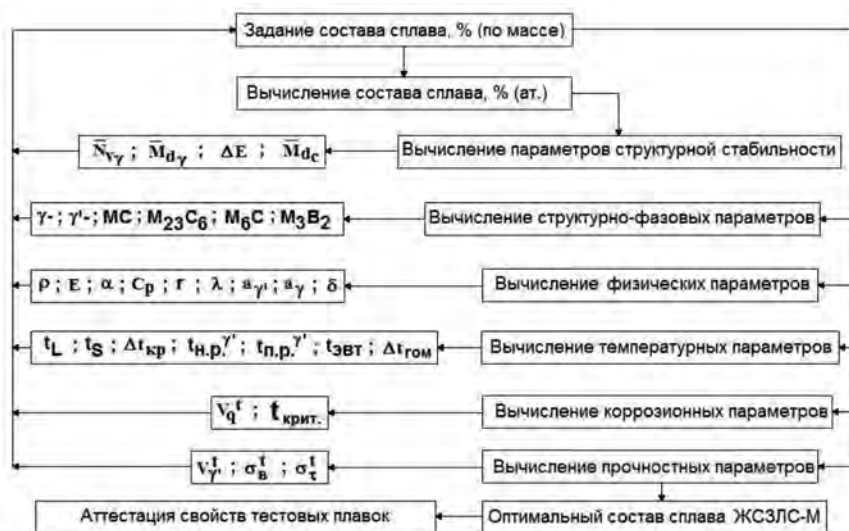 Задание состава сплава, % (по массе)
Вычисление состава сплава, % (ат.)
N̅vγ ; M̅dγ ; ΔE ; M̅dc
Вычисление параметров структурной стабильности
γ- ; γ'- ; MC ; M₂₃C₆ ; M₆C ; M₃B₂
Вычисление структурно-фазовых параметров
ρ ; E ; α ; Cp ; r ; λ ; aγ' ; aγ ; δ
Вычисление физических параметров
tL ; tS ; Δtкр ; tн.р.γ' ; tп.р.γ' ; tэвт ; Δtгом
Вычисление температурных параметров
Vqᵗ ; tкрит.
Вычисление коррозионных параметров
Vγ'ᵗ ; σвᵗ ; στᵗ
Вычисление прочностных параметров
Аттестация свойств тестовых плавок
Оптимальный состав сплава ЖСЗЛС-М